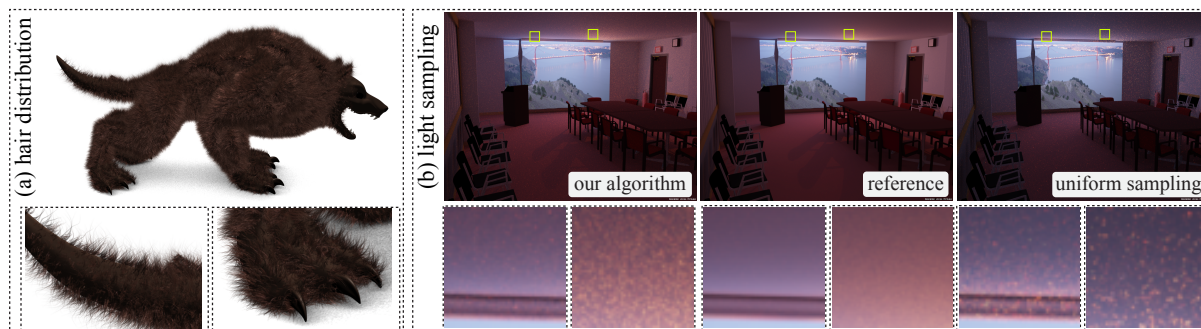 (a) hair distribution
(b) light sampling
our algorithm
reference
uniform sampling